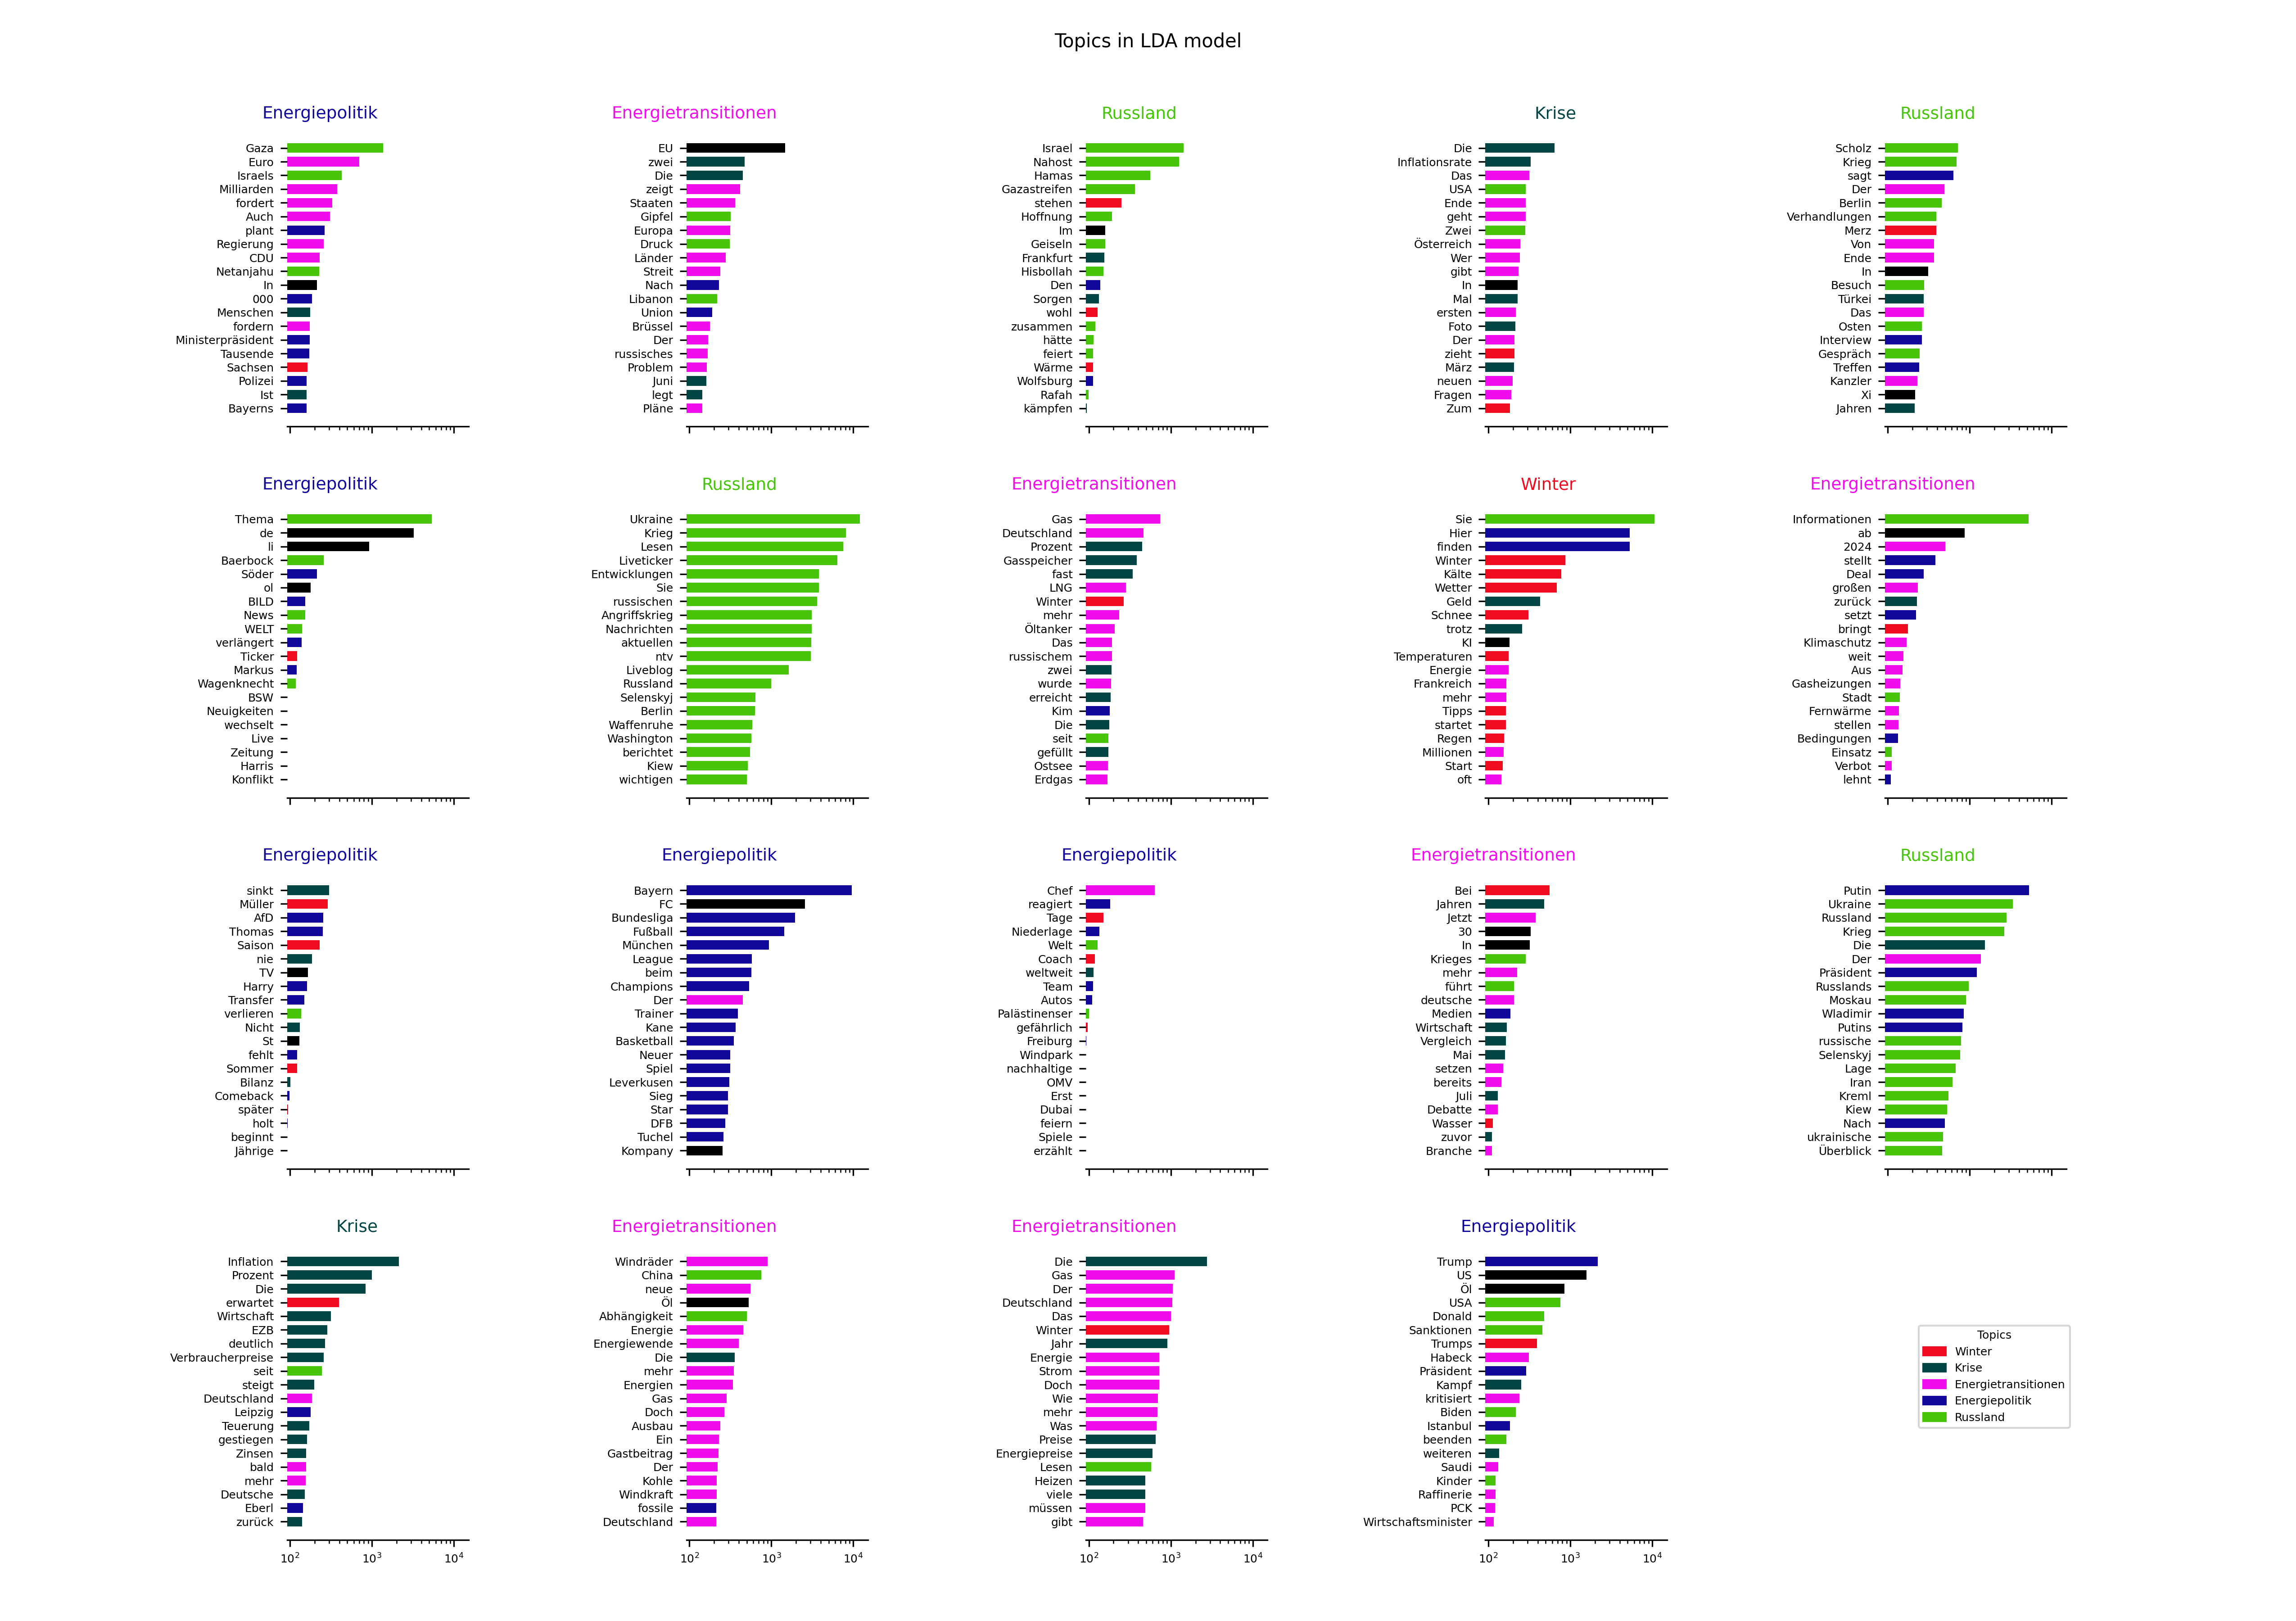 Topics in LDA model
Energiepolitik
Gaza
Euro
Israels
Milliarden
fordert
Auch
plant
Regierung
CDU
Netanjahu
In
000
Menschen
fordern
Ministerpräsident
Tausende
Sachsen
Polizei
Ist
Bayerns
Energietransitionen
EU
zwei
Die
zeigt
Staaten
Gipfel
Europa
Druck
Länder
Streit
Nach
Libanon
Union
Brüssel
Der
russisches
Problem
Juni
legt
Pläne
Russland
Israel
Nahost
Hamas
Gazastreifen
stehen
Hoffnung
Im
Geiseln
Frankfurt
Hisbollah
Den
Sorgen
wohl
zusammen
hätte
feiert
Wärme
Wolfsburg
Rafah
kämpfen
Krise
Die
Inflationsrate
Das
USA
Ende
geht
Zwei
Österreich
Wer
gibt
In
Mal
ersten
Foto
Der
zieht
März
neuen
Fragen
Zum
Russland
Scholz
Krieg
sagt
Der
Berlin
Verhandlungen
Merz
Von
Ende
In
Besuch
Türkei
Das
Osten
Interview
Gespräch
Treffen
Kanzler
Xi
Jahren
Energiepolitik
Thema
de
li
Baerbock
Söder
ol
BILD
News
WELT
verlängert
Ticker
Markus
Wagenknecht
BSW
Neuigkeiten
wechselt
Live
Zeitung
Harris
Konflikt
Russland
Ukraine
Krieg
Lesen
Liveticker
Entwicklungen
Sie
russischen
Angriffskrieg
Nachrichten
aktuellen
ntv
Liveblog
Russland
Selenskyj
Berlin
Waffenruhe
Washington
berichtet
Kiew
wichtigen
Energietransitionen
Gas
Deutschland
Prozent
Gasspeicher
fast
LNG
Winter
mehr
Öltanker
Das
russischem
zwei
wurde
erreicht
Kim
Die
seit
gefüllt
Ostsee
Erdgas
Winter
Sie
Hier
finden
Winter
Kälte
Wetter
Geld
Schnee
trotz
KI
Temperaturen
Energie
Frankreich
mehr
Tipps
startet
Regen
Millionen
Start
oft
Energietransitionen
Informationen
ab
2024
stellt
Deal
großen
zurück
setzt
bringt
Klimaschutz
weit
Aus
Gasheizungen
Stadt
Fernwärme
stellen
Bedingungen
Einsatz
Verbot
lehnt
Energiepolitik
sinkt
Müller
AfD
Thomas
Saison
nie
TV
Harry
Transfer
verlieren
Nicht
St
fehlt
Sommer
Bilanz
Comeback
später
holt
beginnt
Jährige
Energiepolitik
Bayern
FC
Bundesliga
Fußball
München
League
beim
Champions
Der
Trainer
Kane
Basketball
Neuer
Spiel
Leverkusen
Sieg
Star
DFB
Tuchel
Kompany
Energiepolitik
Chef
reagiert
Tage
Niederlage
Welt
Coach
weltweit
Team
Autos
Palästinenser
gefährlich
Freiburg
Windpark
nachhaltige
OMV
Erst
Dubai
feiern
Spiele
erzählt
Energietransitionen
Bei
Jahren
Jetzt
30
In
Krieges
mehr
führt
deutsche
Medien
Wirtschaft
Vergleich
Mai
setzen
bereits
Juli
Debatte
Wasser
zuvor
Branche
Russland
Putin
Ukraine
Russland
Krieg
Die
Der
Präsident
Russlands
Moskau
Wladimir
Putins
russische
Selenskyj
Lage
Iran
Kreml
Kiew
Nach
ukrainische
Überblick
Krise
Inflation
Prozent
Die
erwartet
Wirtschaft
EZB
deutlich
Verbraucherpreise
seit
steigt
Deutschland
Leipzig
Teuerung
gestiegen
Zinsen
bald
mehr
Deutsche
Eberl
zurück
10² 10³ 10⁴
Energietransitionen
Windräder
China
neue
Öl
Abhängigkeit
Energie
Energiewende
Die
mehr
Energien
Gas
Doch
Ausbau
Ein
Gastbeitrag
Der
Kohle
Windkraft
fossile
Deutschland
10² 10³ 10⁴
Energietransitionen
Die
Gas
Der
Deutschland
Das
Winter
Jahr
Energie
Strom
Doch
Wie
mehr
Was
Preise
Energiepreise
Lesen
Heizen
viele
müssen
gibt
10² 10³ 10⁴
Energiepolitik
Trump
US
Öl
USA
Donald
Sanktionen
Trumps
Habeck
Präsident
Kampf
kritisiert
Biden
Istanbul
beenden
weiteren
Saudi
Kinder
Raffinerie
PCK
Wirtschaftsminister
10² 10³ 10⁴
Topics
Winter
Krise
Energietransitionen
Energiepolitik
Russland